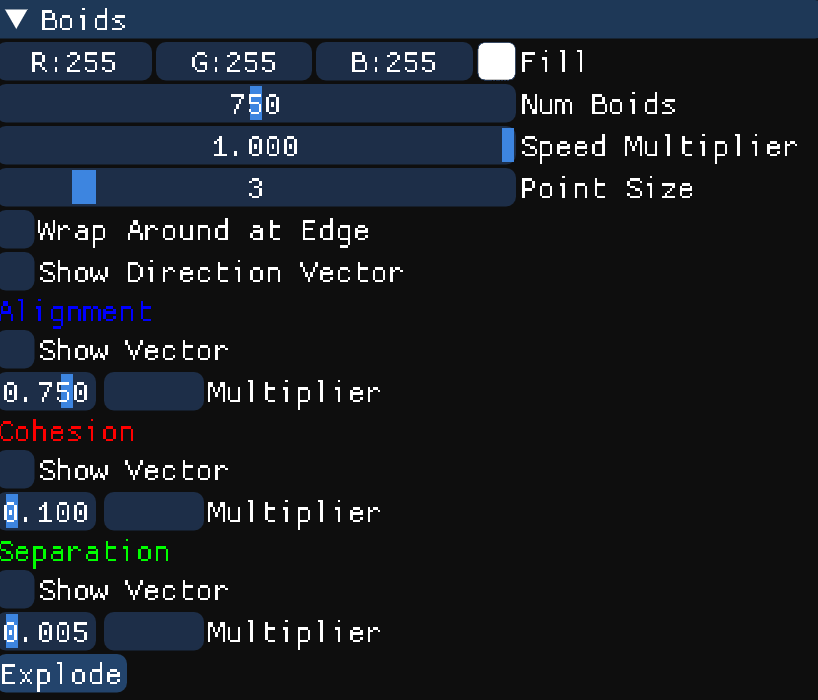 Boids
R:255 G:255 B:255 Fill
750 Num Boids
1.000 Speed Multiplier
3 Point Size
Wrap Around at Edge
Show Direction Vector
Alignment
Show Vector
0.750 Multiplier
Cohesion
Show Vector
0.100 Multiplier
Separation
Show Vector
0.005 Multiplier
Explode